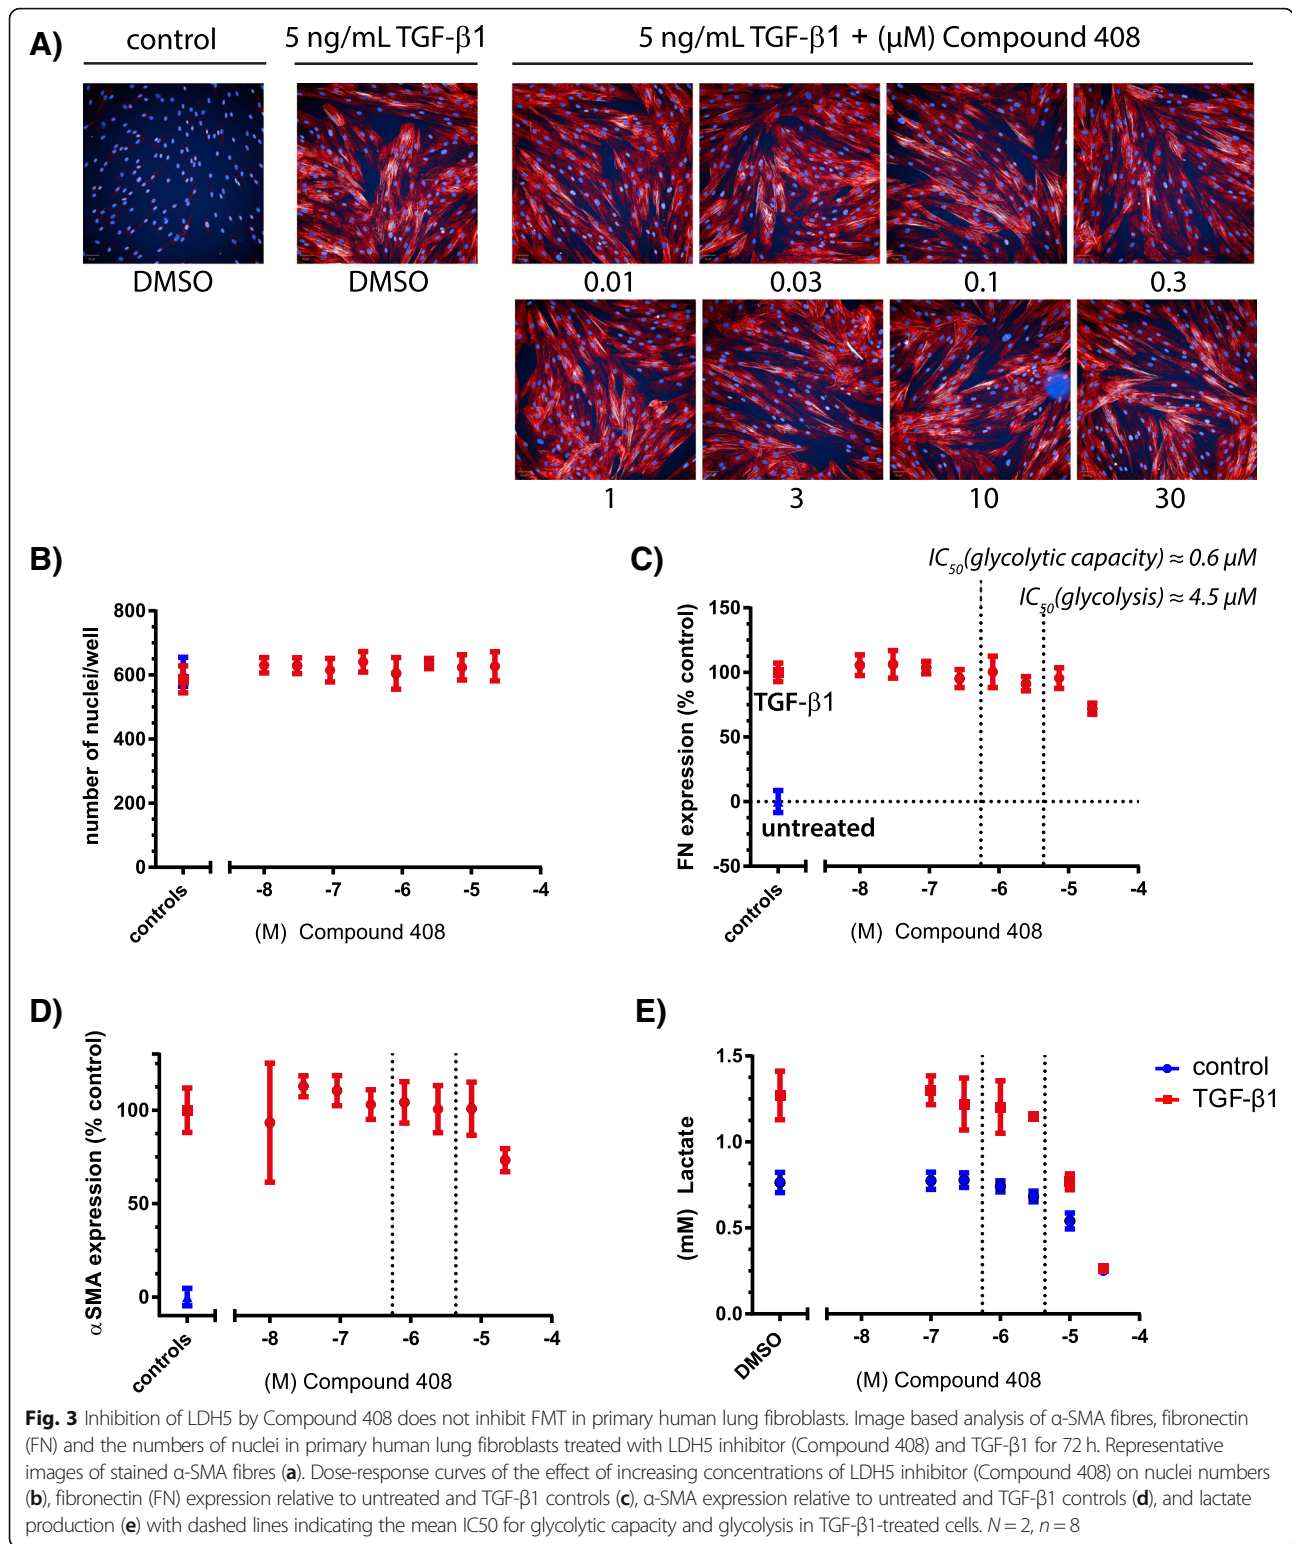 A)
control
5 ng/mL TGF-β1
5 ng/mL TGF-β1 + (μM) Compound 408
DMSO
DMSO
0.01
0.03
0.1
0.3
1
3
10
30
B)
number of nuclei/well
800
600
400
200
0
controls
-8
-7
-6
-5
-4
(M) Compound 408
C)
IC50(glycolytic capacity) ≈ 0.6 μM
IC50(glycolysis) ≈ 4.5 μM
FN expression (% control)
150
100
50
0
-50
TGF-β1
untreated
controls
-8
-7
-6
-5
-4
(M) Compound 408
D)
αSMA expression (% control)
100
50
0
controls
-8
-7
-6
-5
-4
(M) Compound 408
E)
(mM) Lactate
1.5
1.0
0.5
0.0
DMSO
-8
-7
-6
-5
-4
(M) Compound 408
control
TGF-β1
Fig. 3 Inhibition of LDH5 by Compound 408 does not inhibit FMT in primary human lung fibroblasts. Image based analysis of α-SMA fibres, fibronectin
(FN) and the numbers of nuclei in primary human lung fibroblasts treated with LDH5 inhibitor (Compound 408) and TGF-β1 for 72 h. Representative
images of stained α-SMA fibres (a). Dose-response curves of the effect of increasing concentrations of LDH5 inhibitor (Compound 408) on nuclei numbers
(b), fibronectin (FN) expression relative to untreated and TGF-β1 controls (c), α-SMA expression relative to untreated and TGF-β1 controls (d), and lactate
production (e) with dashed lines indicating the mean IC50 for glycolytic capacity and glycolysis in TGF-β1-treated cells. N = 2, n = 8